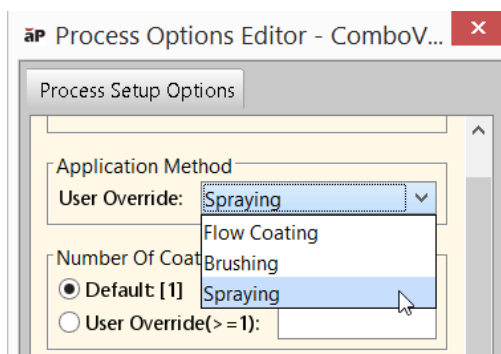 aP Process Options Editor - ComboV...
Process Setup Options
Application Method
User Override: Spraying
Flow Coating
Brushing
Spraying
Number Of Coat
Default [1]
User Override(>=1):